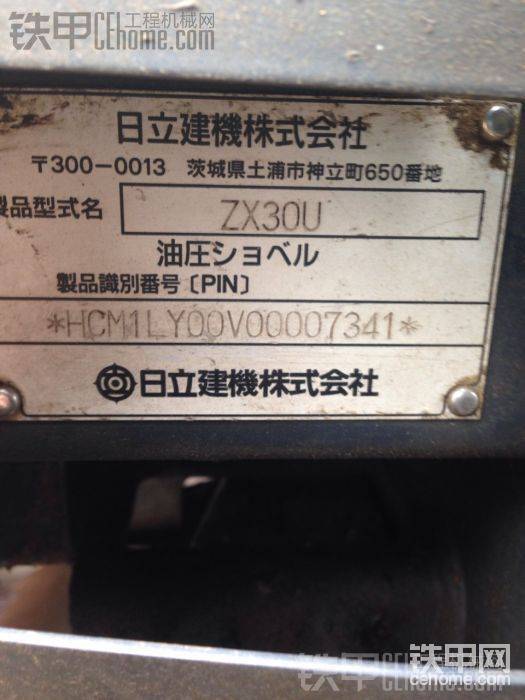 铁甲 CE 工程机械网
CEhome.com
日立建機株式会社
〒300-0013 茨城県土浦市神立町650番地
製品型式名 ZX30U
油圧ショベル
製品識別番号〔PIN〕
*HCM1LY00V00007341*
日立建機株式会社
铁甲网
cehome.com